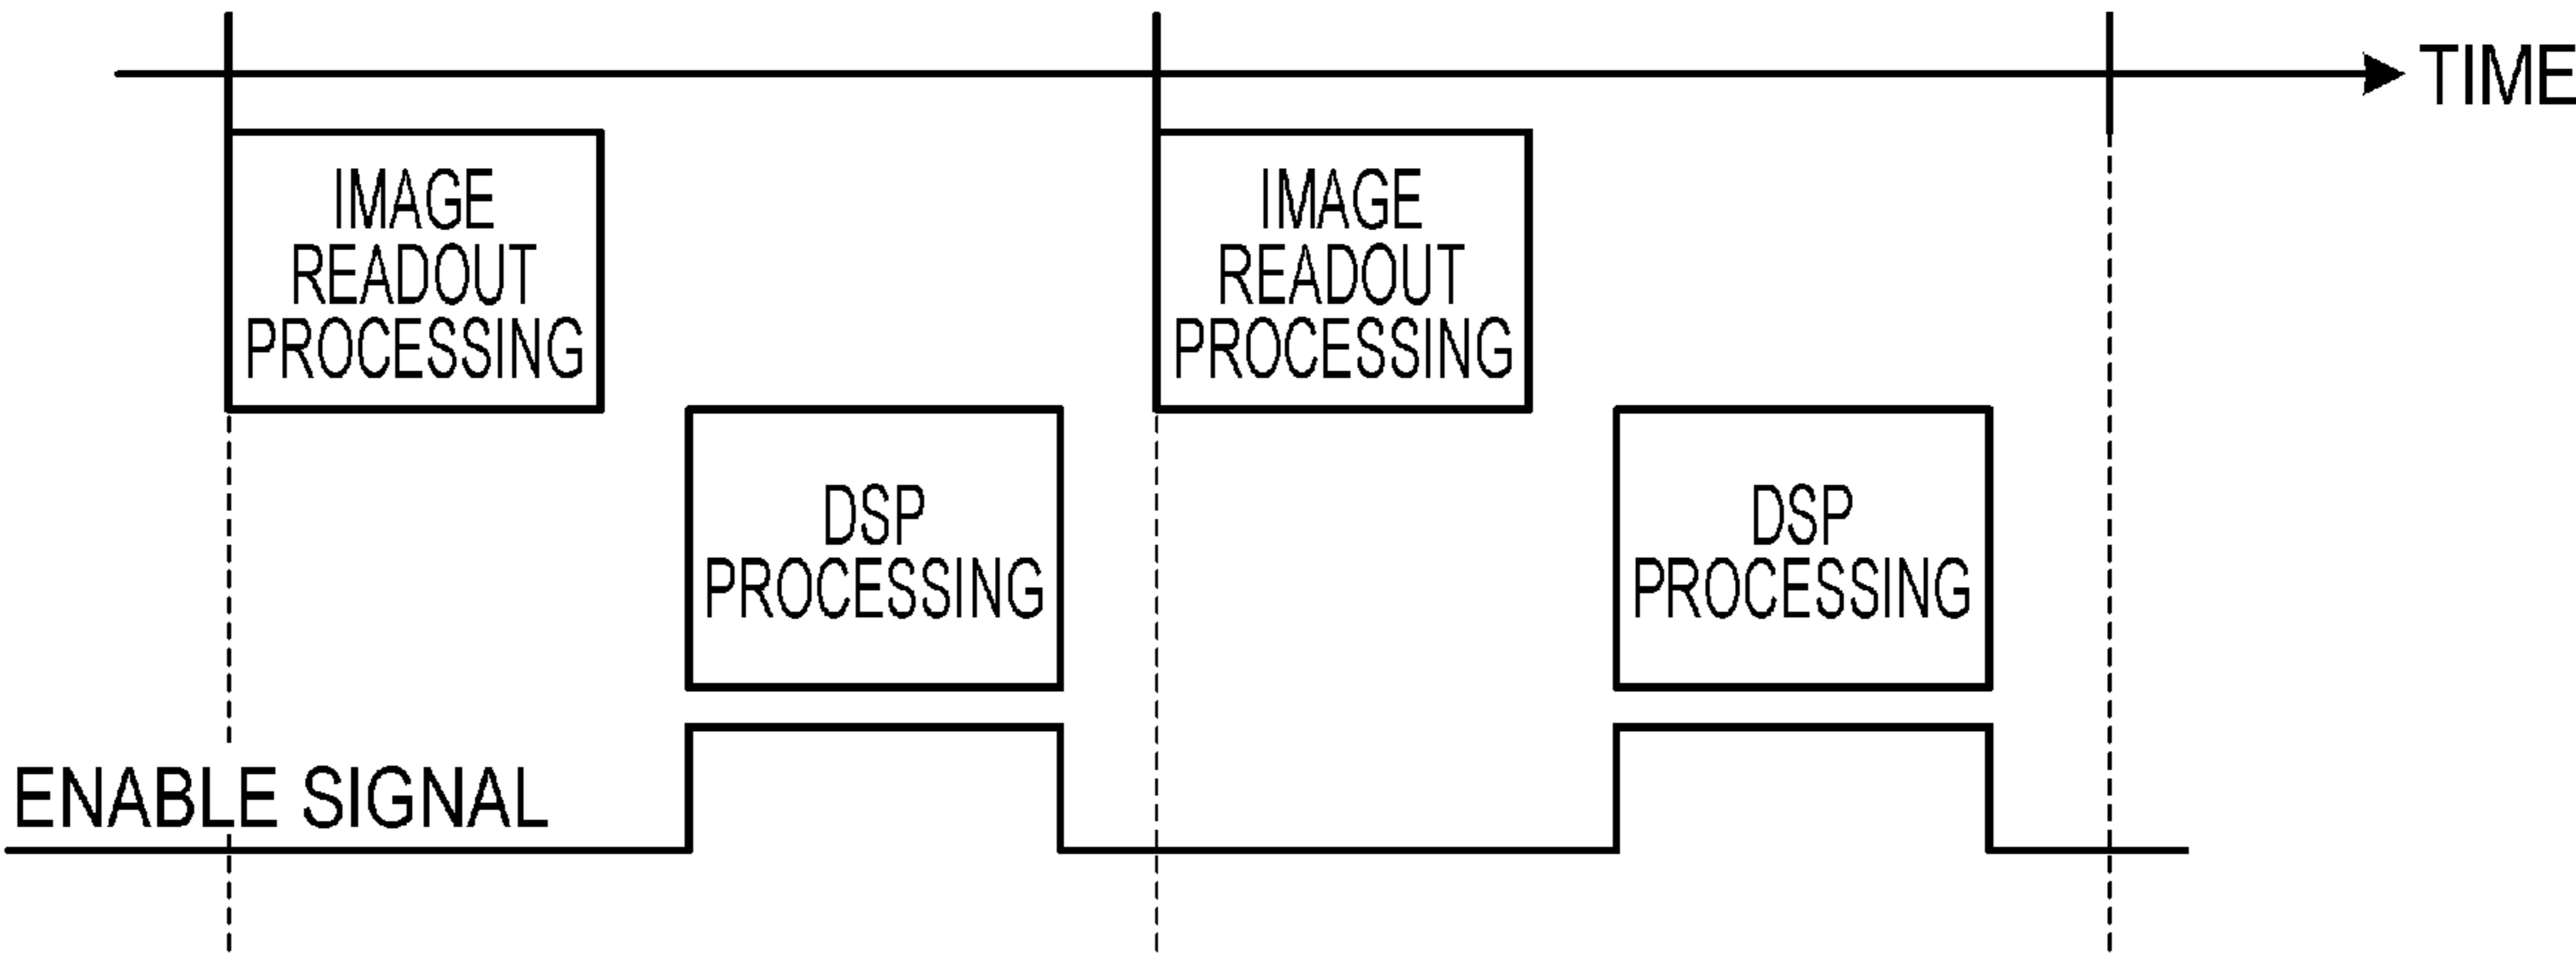 TIME
IMAGE
READOUT
PROCESSING
IMAGE
READOUT
PROCESSING
DSP
PROCESSING
DSP
PROCESSING
ENABLE SIGNAL